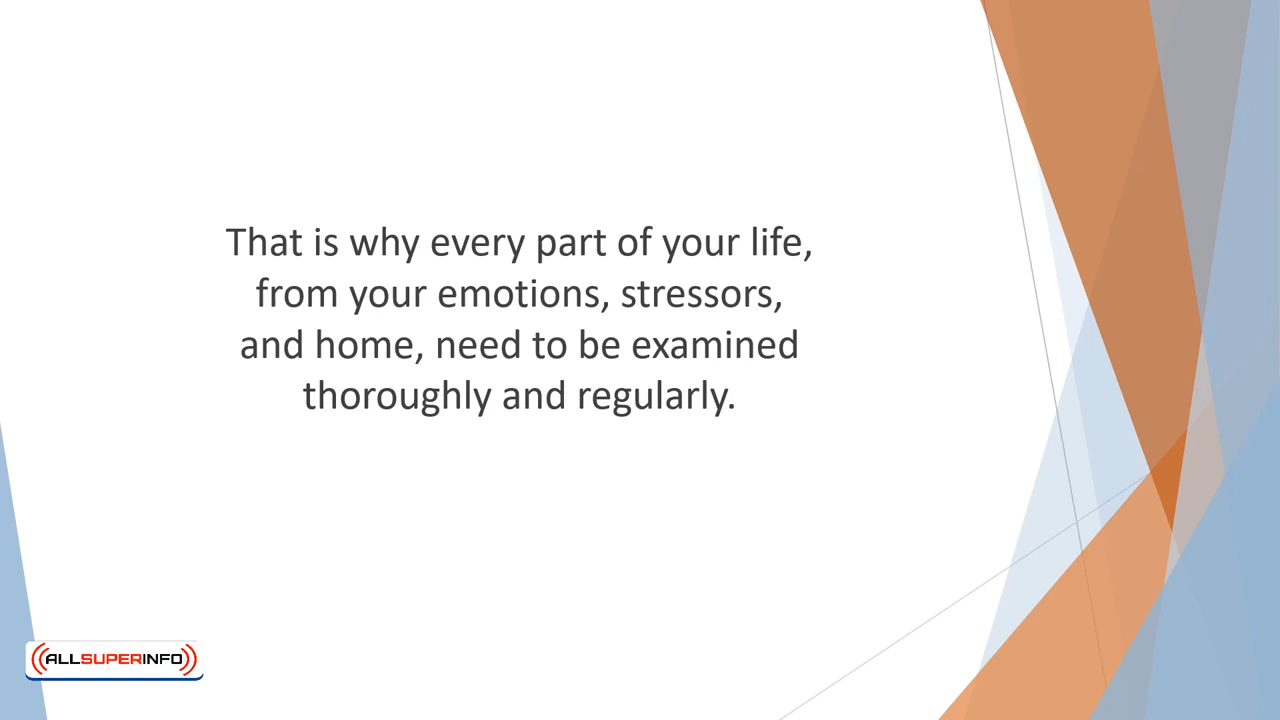 That is why every part of your life,
from your emotions, stressors,
and home, need to be examined
thoroughly and regularly.
ALLSUPERINFO